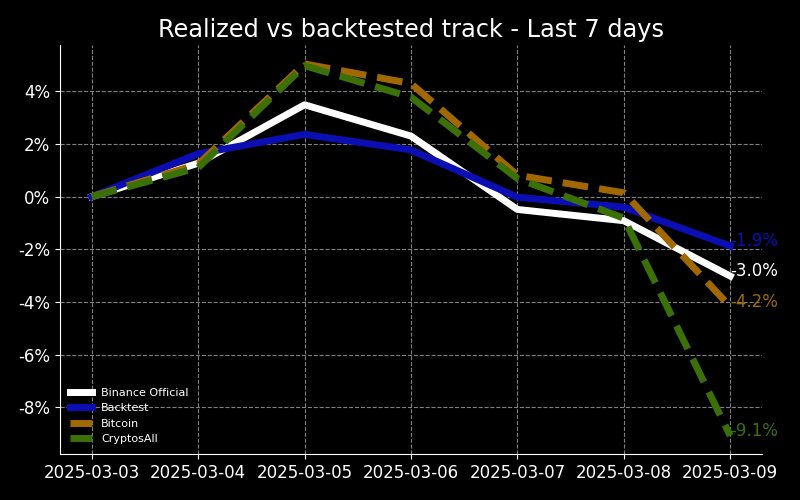 Realized vs backtested track - Last 7 days
4%
2%
0%
-2%
-4%
-6%
-8%
-1.9%
-3.0%
-4.2%
-9.1%
Binance Official
Backtest
Bitcoin
CryptosAll
2025-03-03 2025-03-04 2025-03-05 2025-03-06 2025-03-07 2025-03-08 2025-03-09